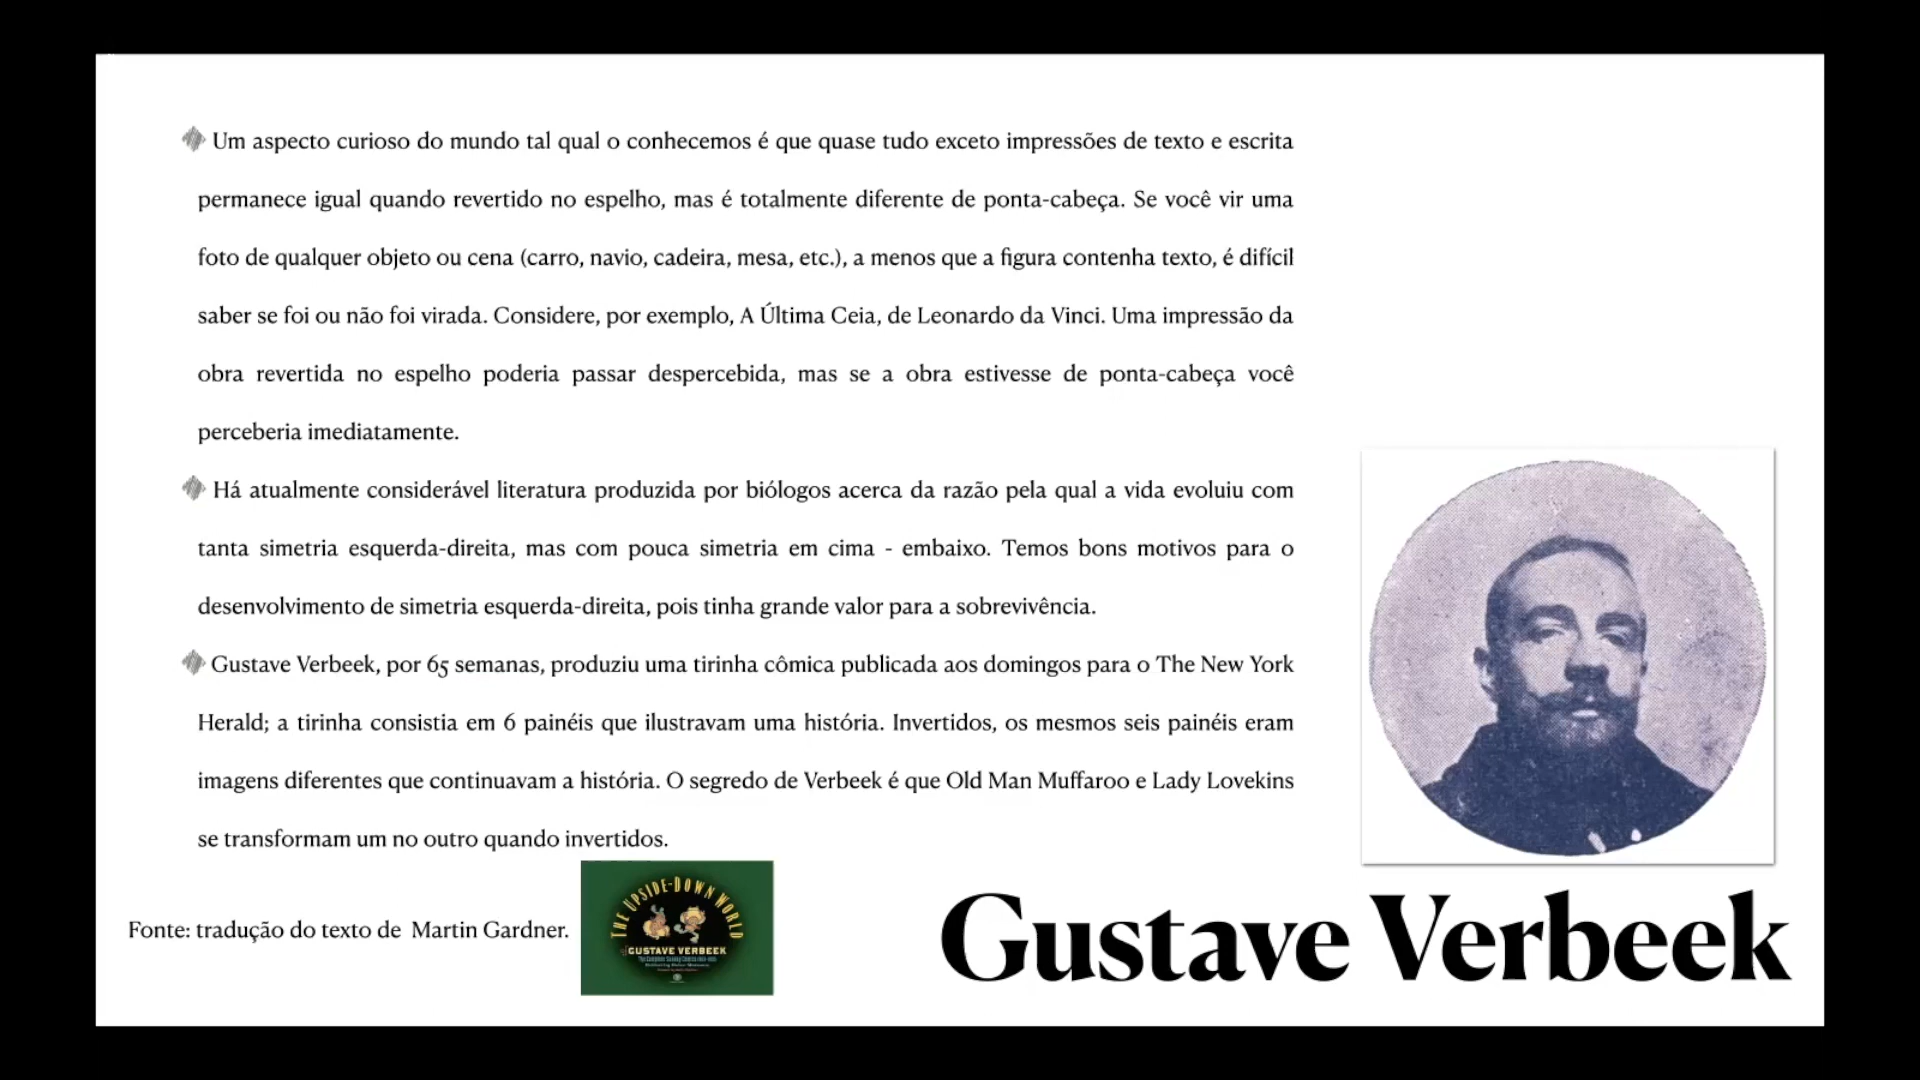 Um aspecto curioso do mundo tal qual o conhecemos é que quase tudo exceto impressões de texto e escrita
permanece igual quando revertido no espelho, mas é totalmente diferente de ponta-cabeça. Se você vir uma
foto de qualquer objeto ou cena (carro, navio, cadeira, mesa, etc.), a menos que a figura contenha texto, é difícil
saber se foi ou não foi virada. Considere, por exemplo, A Última Ceia, de Leonardo da Vinci. Uma impressão da
obra revertida no espelho poderia passar despercebida, mas se a obra estivesse de ponta-cabeça você
perceberia imediatamente.
Há atualmente considerável literatura produzida por biólogos acerca da razão pela qual a vida evoluiu com
tanta simetria esquerda-direita, mas com pouca simetria em cima - embaixo. Temos bons motivos para o
desenvolvimento de simetria esquerda-direita, pois tinha grande valor para a sobrevivência.
Gustave Verbeek, por 65 semanas, produziu uma tirinha cômica publicada aos domingos para o The New York
Herald; a tirinha consistia em 6 painéis que ilustravam uma história. Invertidos, os mesmos seis painéis eram
imagens diferentes que continuavam a história. O segredo de Verbeek é que Old Man Muffaroo e Lady Lovekins
se transformam um no outro quando invertidos.
Fonte: tradução do texto de Martin Gardner.
THE UPSIDE-DOWN WORLD
GUSTAVE VERBEEK
Gustave Verbeek